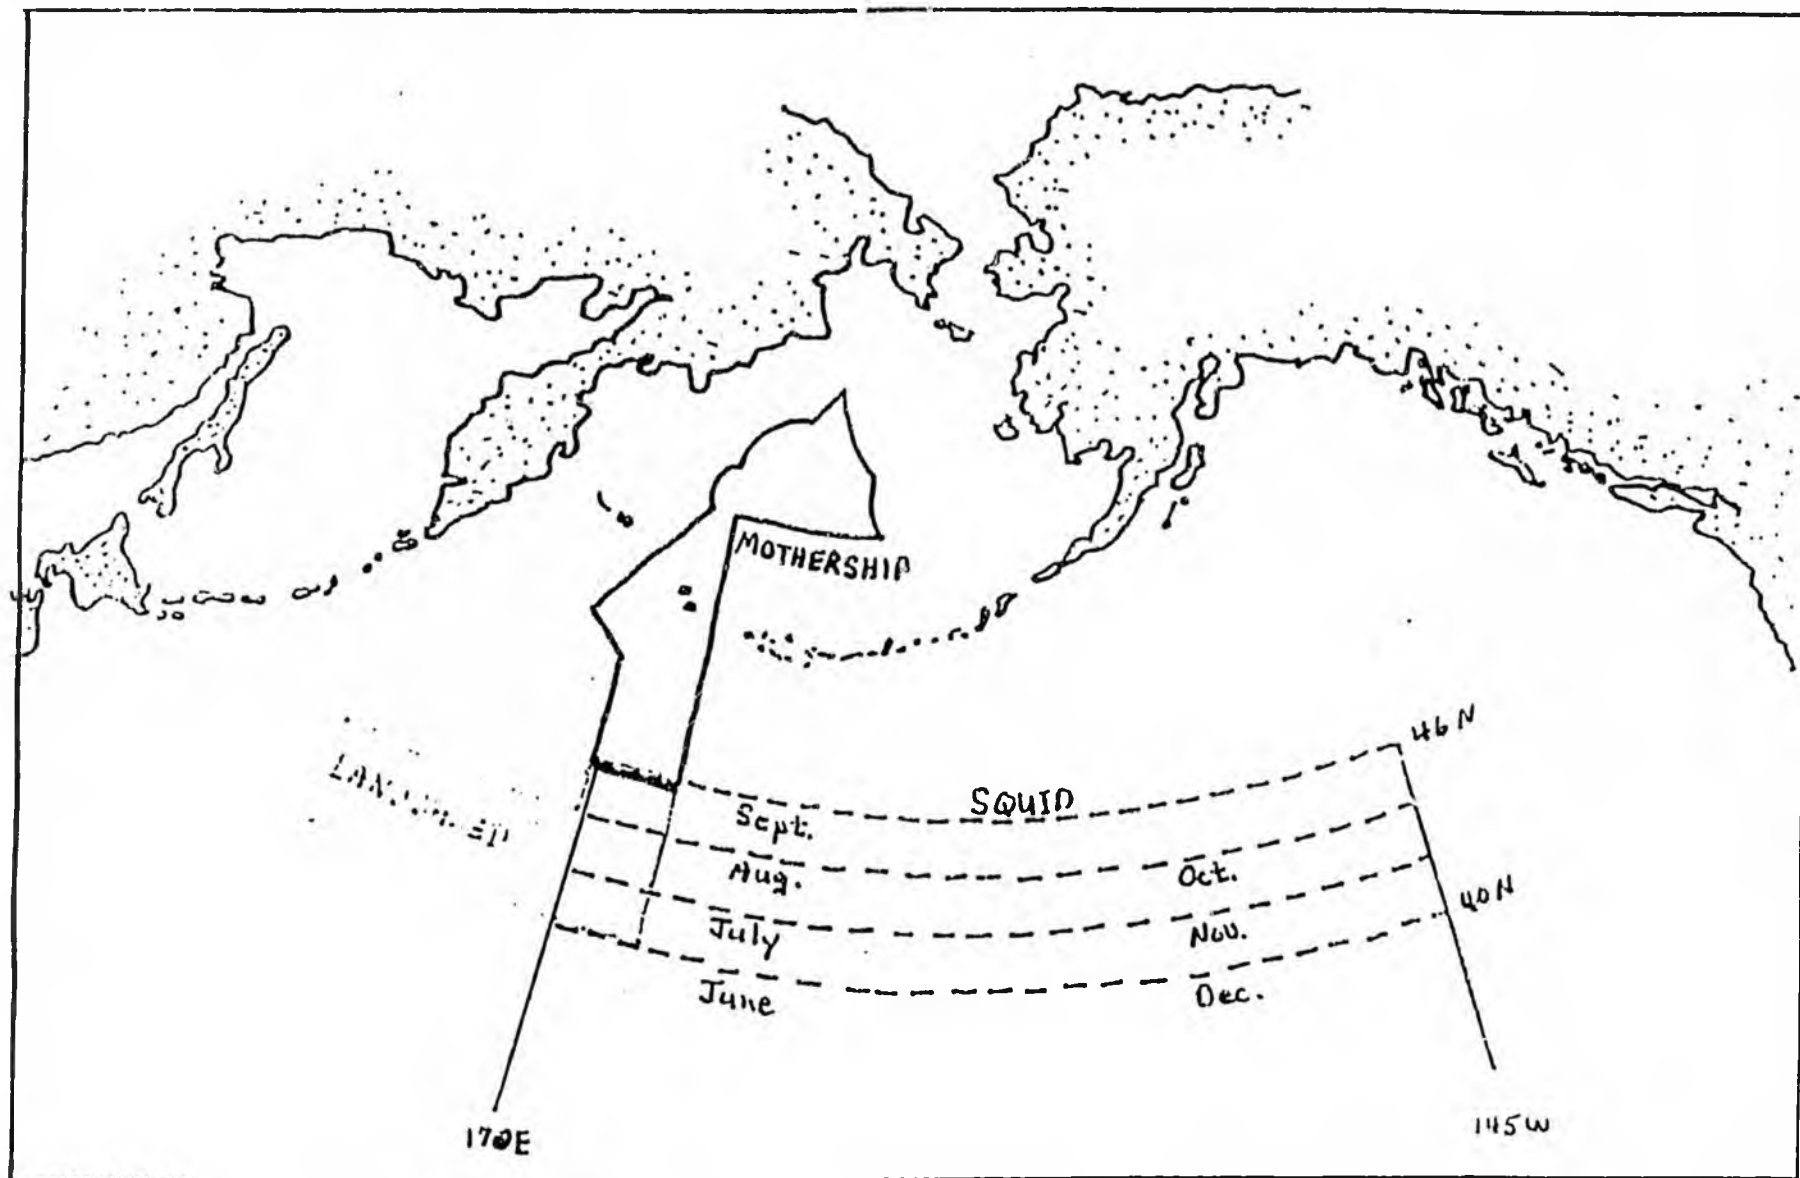 MOTHERSHIP
46N
SQUID
Sept.
Aug.
Oct.
40N
July
Nov.
June
Dec.
170E
145W